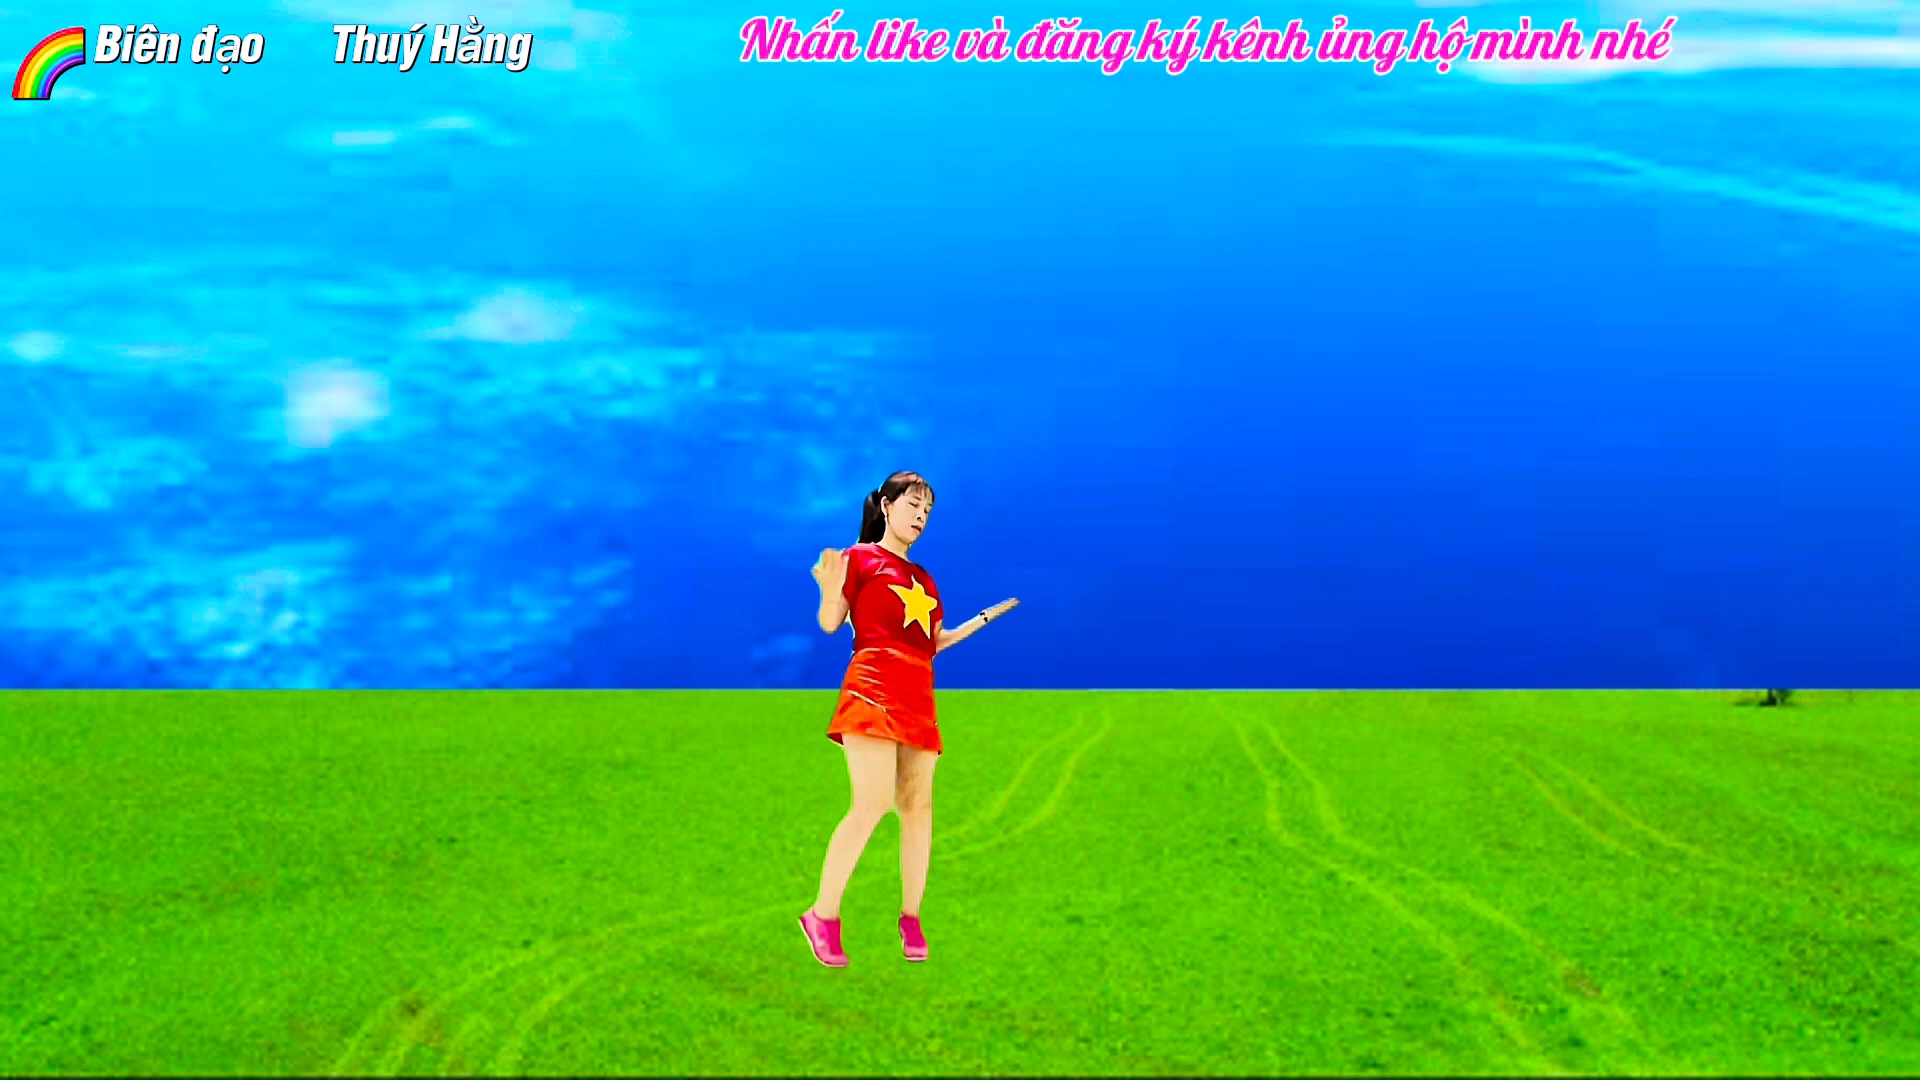 Biên đạo Thuý Hằng
Nhấn like và đăng ký kênh ủng hộ mình nhé